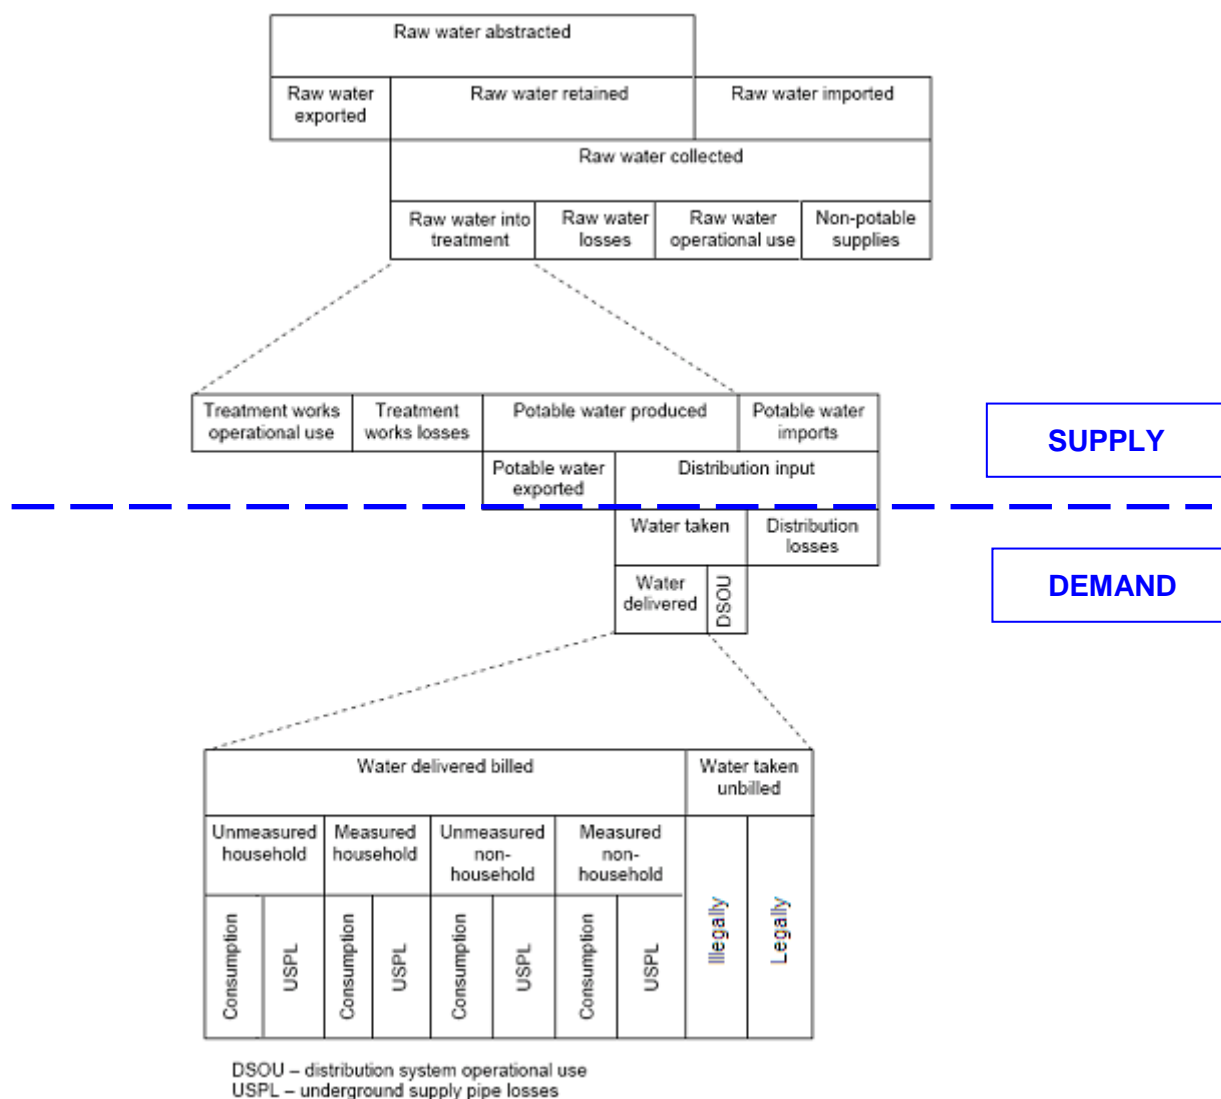 Raw water abstracted
Raw water
exported
Raw water retained
Raw water imported
Raw water collected
Raw water into
treatment
Raw water
losses
Raw water
operational use
Non-potable
supplies
Treatment works
operational use
Treatment
works losses
Potable water produced
Potable water
imports
SUPPLY
Potable water
exported
Distribution input
Water taken
Distribution
losses
DEMAND
Water
delivered
DSOU
Water delivered billed
Water taken
unbilled
Unmeasured
household
Measured
household
Unmeasured
non-
household
Measured
non-
household
Consumption
USPL
Consumption
USPL
Consumption
USPL
Consumption
USPL
Illegally
Legally
DSOU – distribution system operational use
USPL – underground supply pipe losses